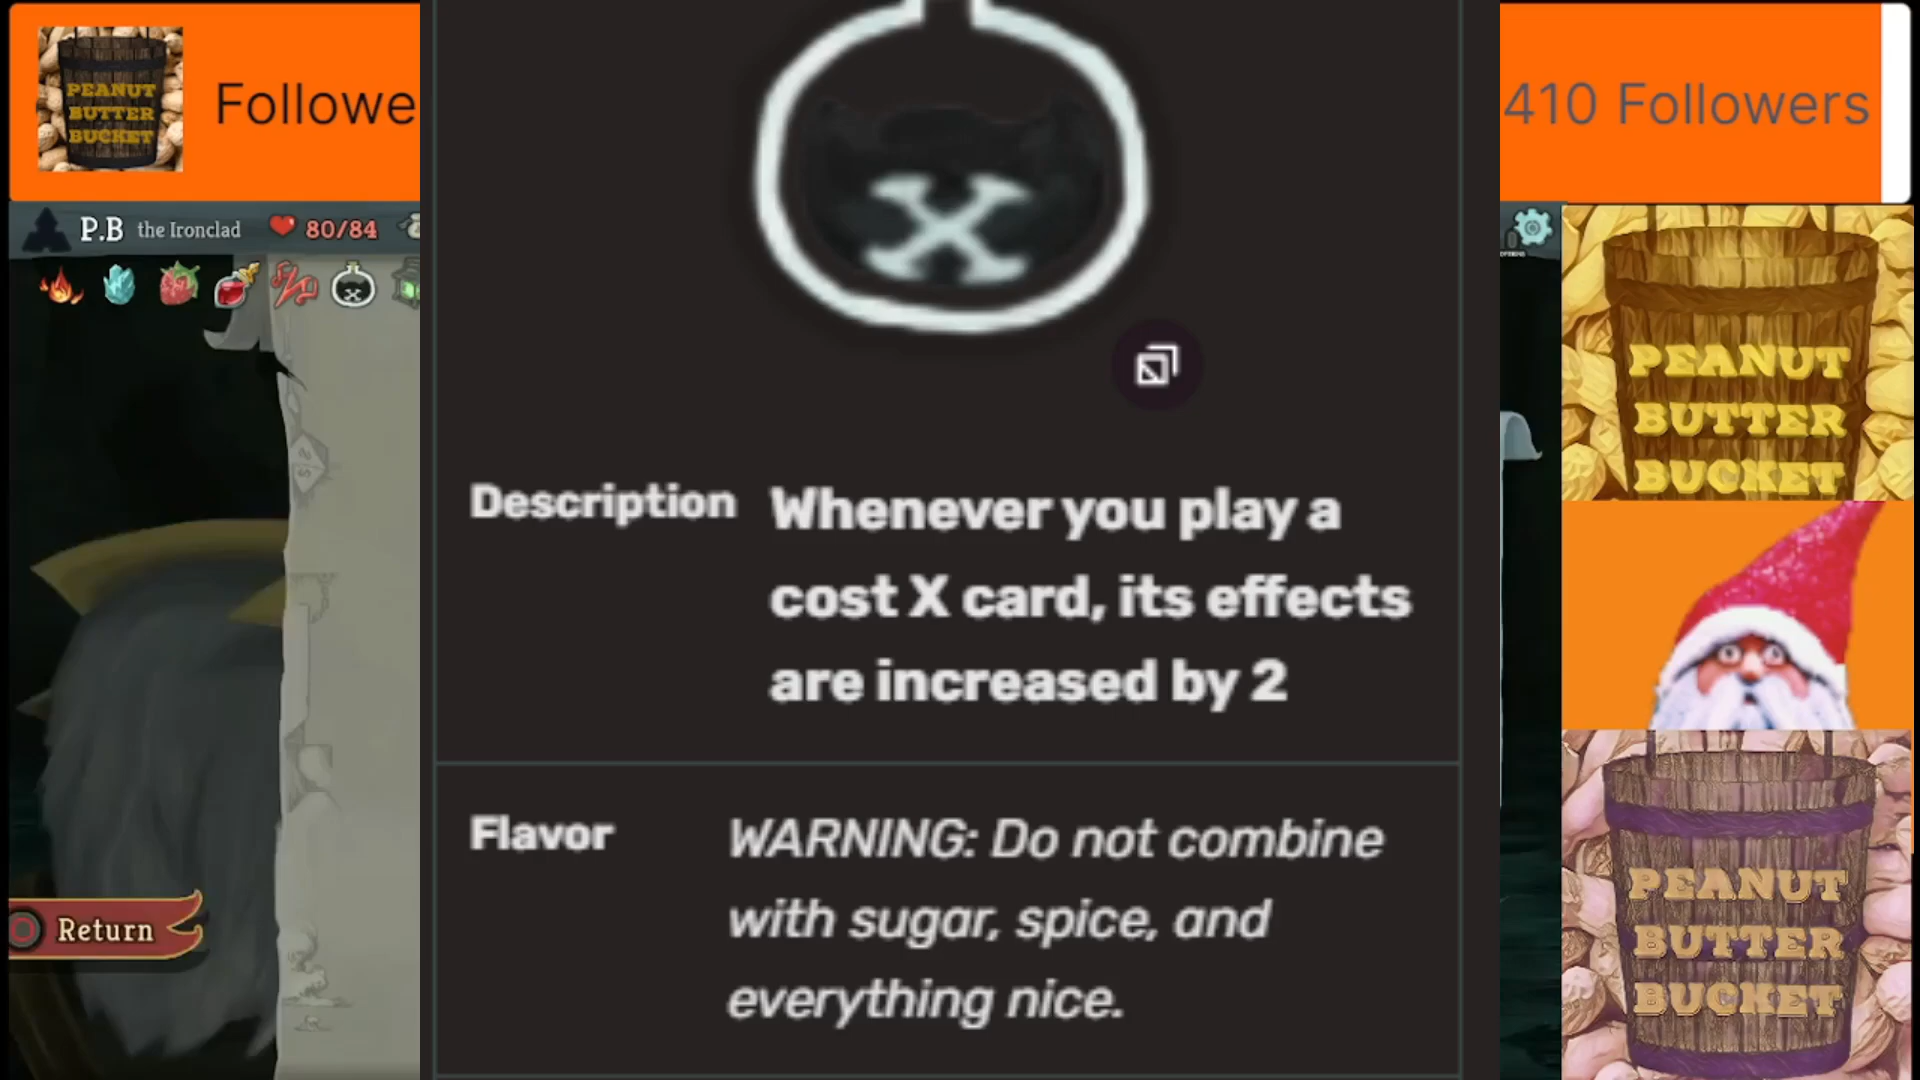 PEANUT
BUTTER
BUCKET
Followe
410 Followers
P.B the Ironclad 80/84
X
Description
Whenever you play a
cost X card, its effects
are increased by 2
Flavor
WARNING: Do not combine
with sugar, spice, and
everything nice.
Return
PEANUT
BUTTER
BUCKET
PEANUT
BUTTER
BUCKET